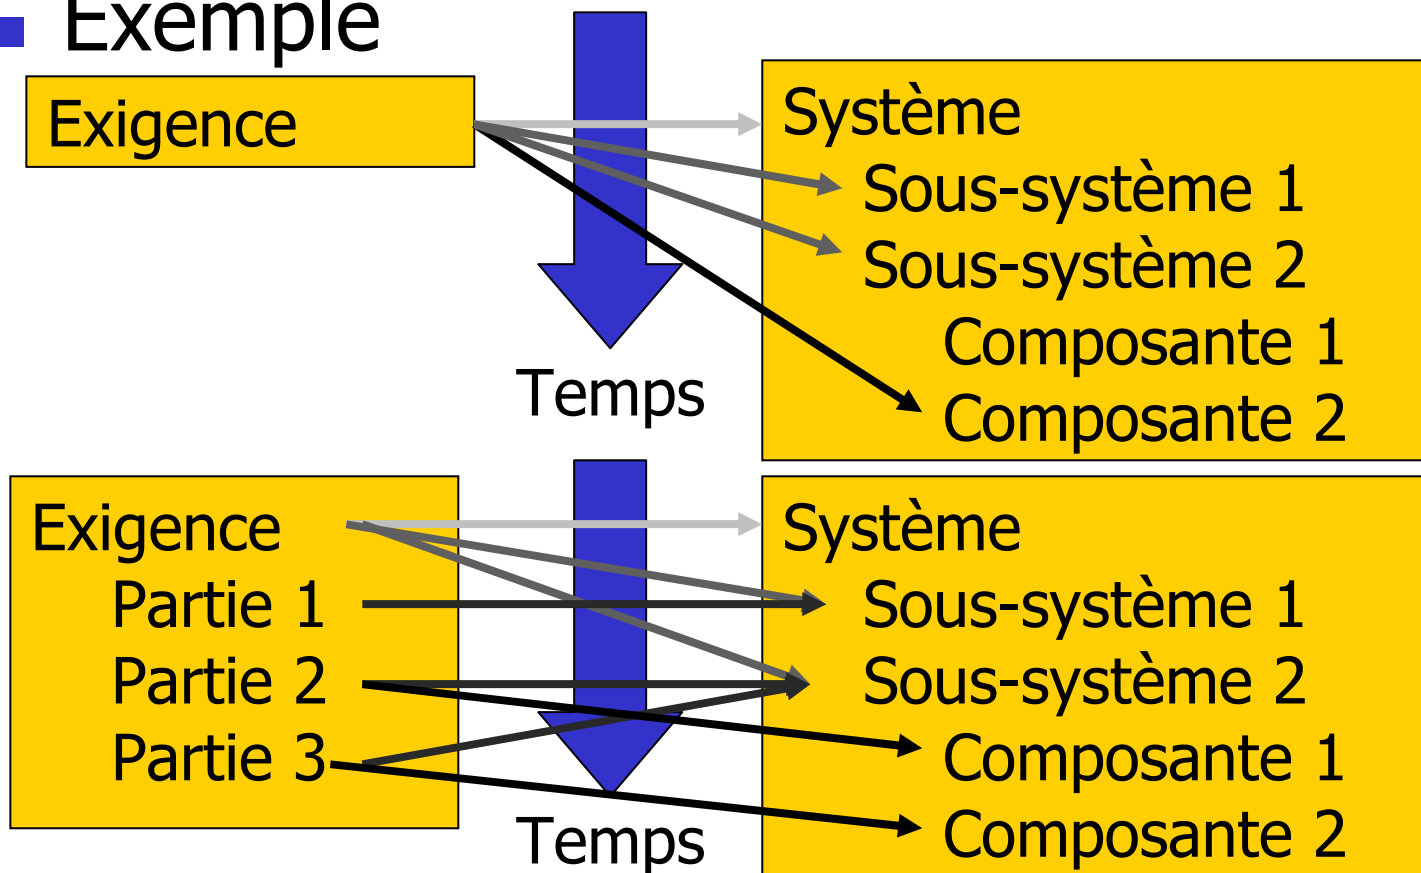 Exemple
Exigence
Système
Sous-système 1
Sous-système 2
Composante 1
Composante 2
Temps
Exigence
Partie 1
Partie 2
Partie 3
Système
Sous-système 1
Sous-système 2
Composante 1
Composante 2
Temps